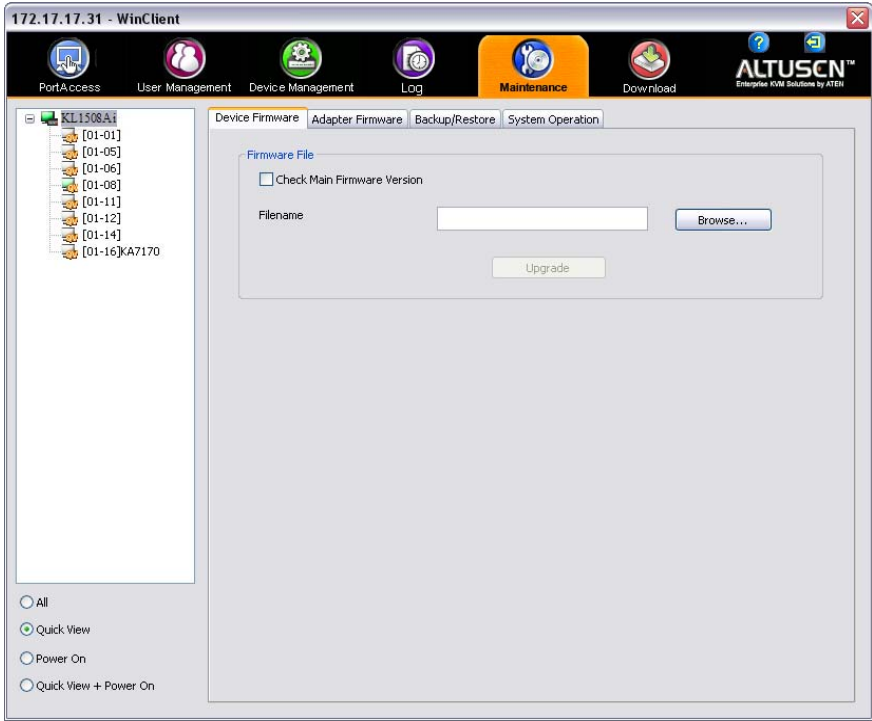 172.17.17.31 - WinClient
PortAccess User Management Device Management Log Maintenance Download
ALTUSEN™
Enterprise KVM Solutions by ATEN
KL1508Ai
[01-01]
[01-05]
[01-06]
[01-08]
[01-11]
[01-12]
[01-14]
[01-16]KA7170
Device Firmware Adapter Firmware Backup/Restore System Operation
Firmware File
Check Main Firmware Version
Filename Browse...
Upgrade
All
Quick View
Power On
Quick View + Power On